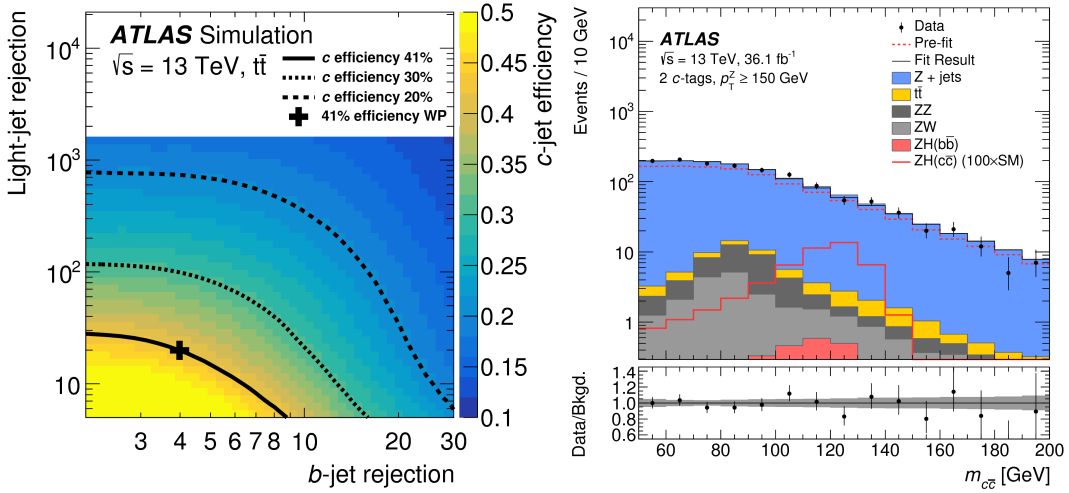 ATLAS Simulation
√s = 13 TeV, tt̄
c efficiency 41%
c efficiency 30%
c efficiency 20%
41% efficiency WP
Light-jet rejection
10⁴
10³
10²
10
3 4 5 6 7 8 10 20 30
b-jet rejection
0.5
0.45
0.4
0.35
0.3
0.25
0.2
0.15
0.1
c-jet efficiency
Events / 10 GeV
10³
10²
10
1
ATLAS
√s = 13 TeV, 36.1 fb⁻¹
2 c-tags, p_T^Z ≥ 150 GeV
Data
Pre-fit
Fit Result
Z + jets
tt̄
ZZ
ZW
ZH(bb̄)
ZH(cc̄) (100×SM)
Data/Bkgd.
1.4
1.2
1.0
0.8
0.6
60 80 100 120 140 160 180 200
m_cc̄ [GeV]